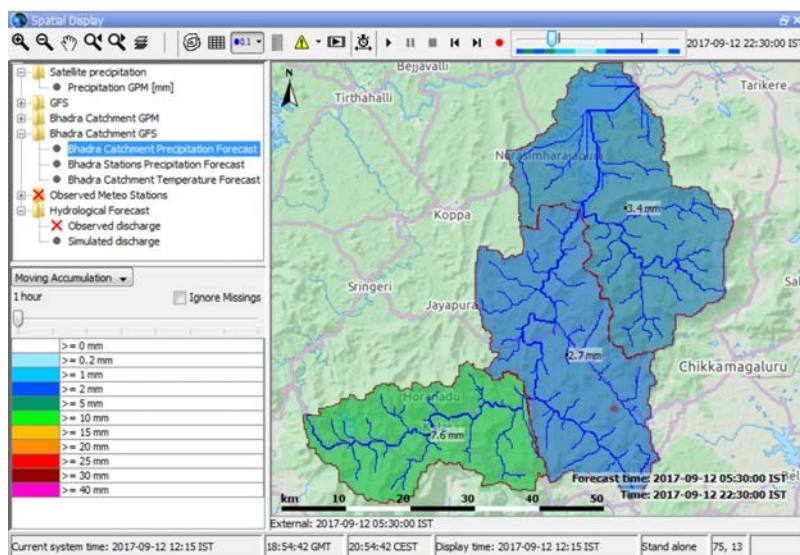 Spatial Display
0.1
2017-09-12 22:30:00 IST
Satellite precipitation
Precipitation GPM [mm]
GFS
Bhadra Catchment GPM
Bhadra Catchment GFS
Bhadra Catchment Precipitation Forecast
Bhadra Stations Precipitation Forecast
Bhadra Catchment Temperature Forecast
Observed Meteo Stations
Hydrological Forecast
Observed discharge
Simulated discharge
Moving Accumulation
1 hour
Ignore Missings
>= 0 mm
>= 0.2 mm
>= 1 mm
>= 2 mm
>= 5 mm
>= 10 mm
>= 15 mm
>= 20 mm
>= 25 mm
>= 30 mm
>= 40 mm
N
Bejjavalli
Tirthahalli
Tarikere
Narasimharajapura
Koppa
3.4 mm
Sringeri
Jayapura
2.7 mm
Chikkamagaluru
Horanadu
7.6 mm
Forecast time: 2017-09-12 05:30:00 IST
Time: 2017-09-12 22:30:00 IST
km 10 20 30 40 50
External: 2017-09-12 05:30:00 IST
Current system time: 2017-09-12 12:15 IST
18:54:42 GMT
20:54:42 CEST
Display time: 2017-09-12 12:15 IST
Stand alone
75, 13